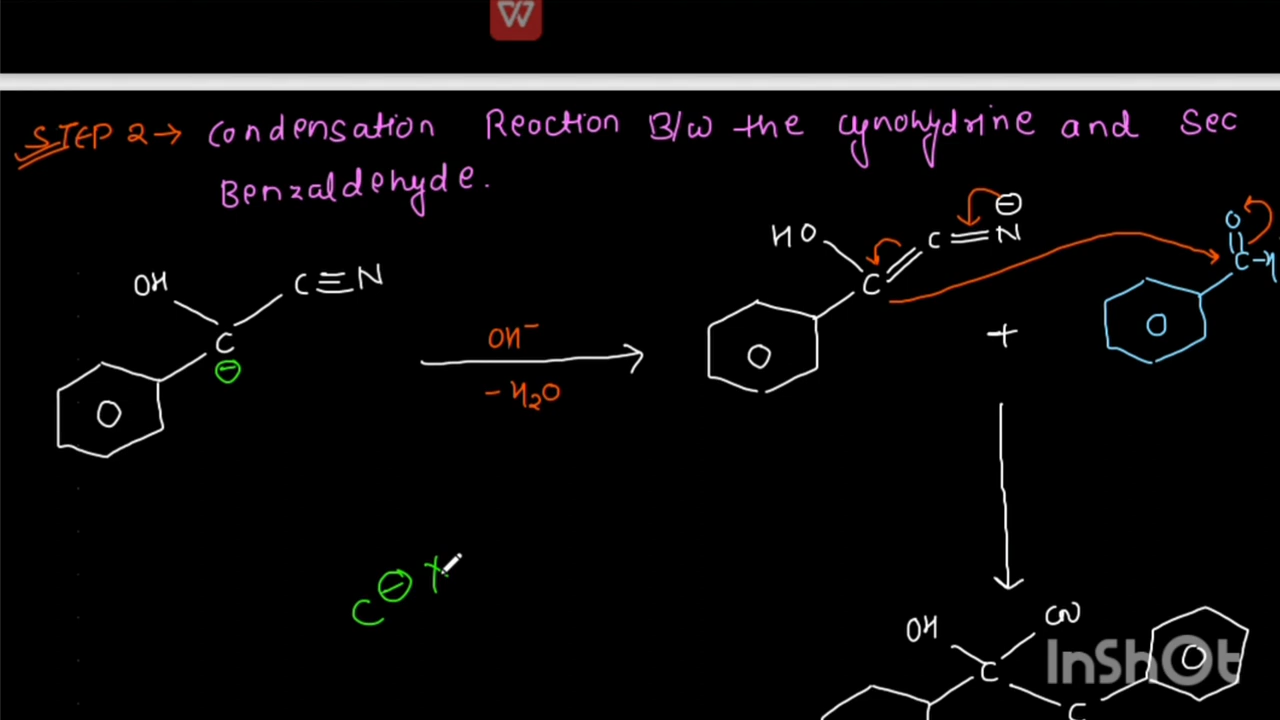 STEP 2 → Condensation Reaction B/w the cynohydrine and Sec
Benzaldehyde.
HO C=N ⊖
O
OH C≡N
C C C-H
C OH⁻ +
⊖
O O O
- H₂O
C ⊖ X
OH CN
C O
C
InShOt